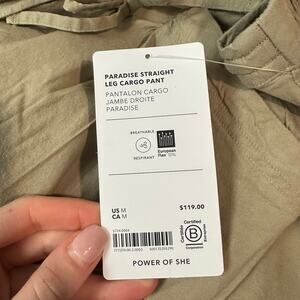 PARADISE STRAIGHT
LEG CARGO PANT
PANTALON CARGO
JAMBE DROITE
PARADISE
BREATHABLE
RESPIRANT
European
Flax
US M
CA M
$119.00
Certified
B
Corporation
POWER OF SHE